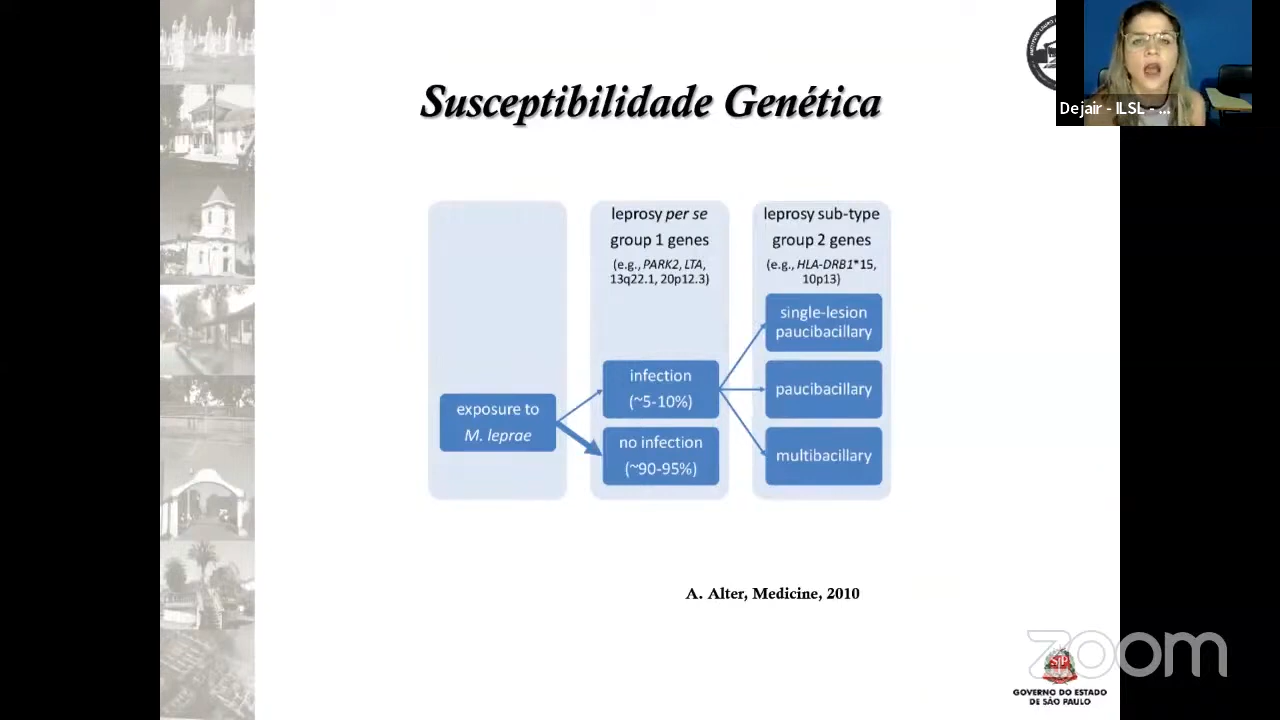 Susceptibilidade Genética
Dejair - ILSL - ...
leprosy per se
group 1 genes
(e.g., PARK2, LTA,
13q22.1, 20p12.3)
leprosy sub-type
group 2 genes
(e.g., HLA-DRB1*15,
10p13)
single-lesion
paucibacillary
infection
(~5-10%)
paucibacillary
exposure to
M. leprae
no infection
(~90-95%)
multibacillary
A. Alter, Medicine, 2010
zoom
GOVERNO DO ESTADO
DE SÃO PAULO